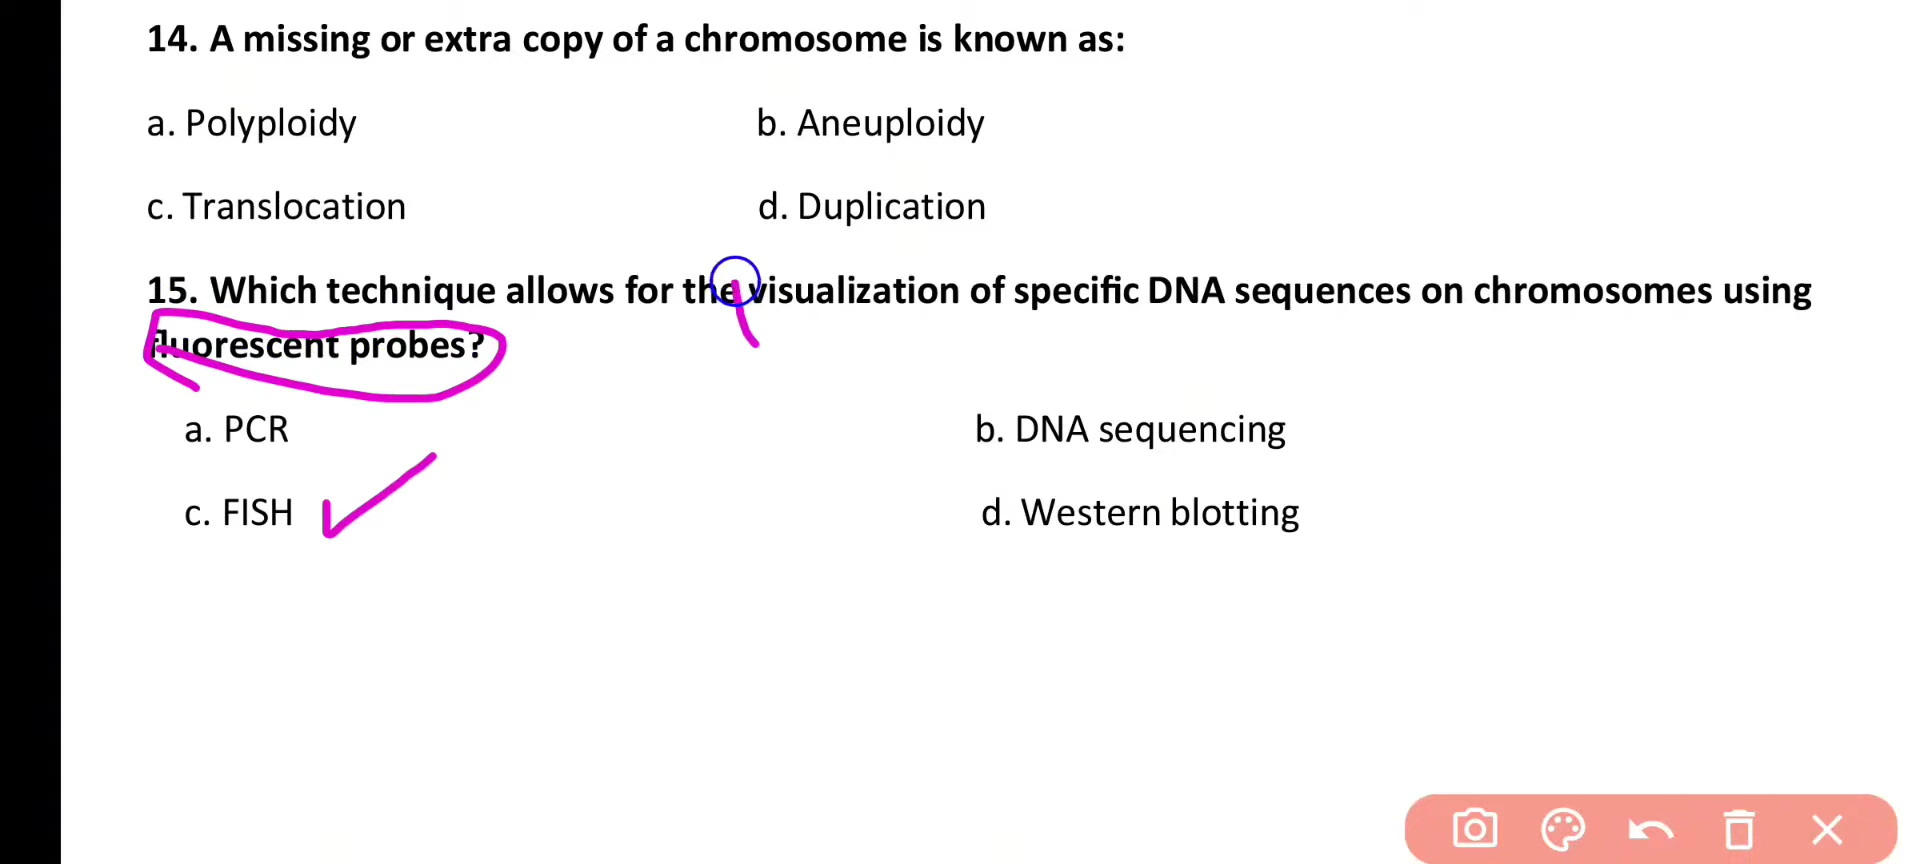 14. A missing or extra copy of a chromosome is known as:
a. Polyploidy b. Aneuploidy
c. Translocation d. Duplication
15. Which technique allows for the visualization of specific DNA sequences on chromosomes using
fluorescent probes?
a. PCR b. DNA sequencing
c. FISH d. Western blotting